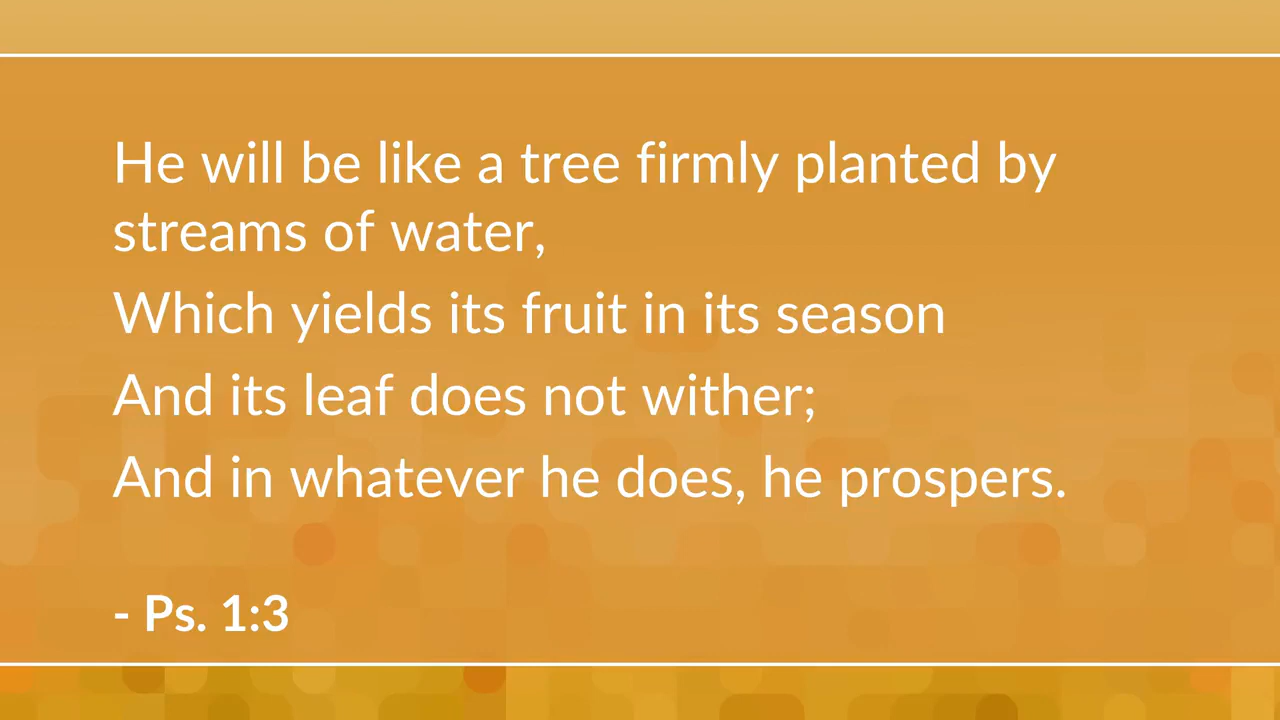 He will be like a tree firmly planted by
streams of water,
Which yields its fruit in its season
And its leaf does not wither;
And in whatever he does, he prospers.
- Ps. 1:3